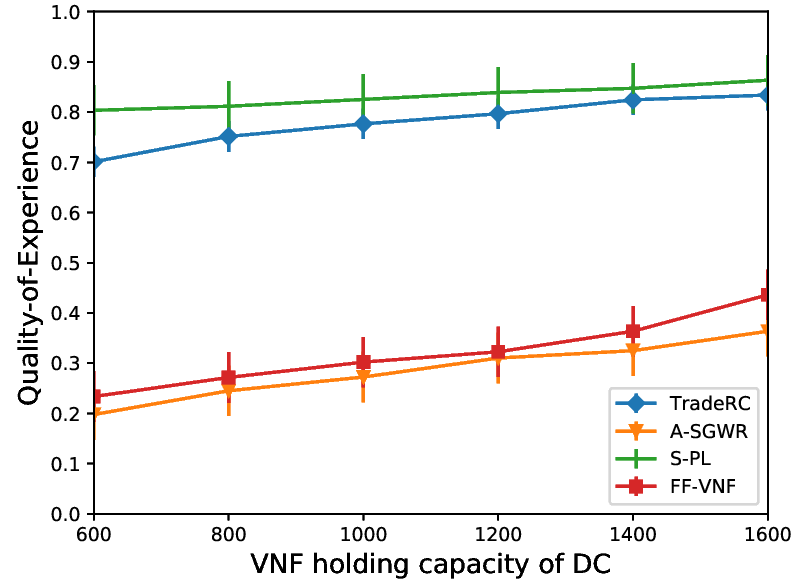 1.0
0.9
0.8
0.7
0.6
0.5
0.4
0.3
0.2
0.1
0.0
Quality-of-Experience
TradeRC
A-SGWR
S-PL
FF-VNF
600 800 1000 1200 1400 1600
VNF holding capacity of DC